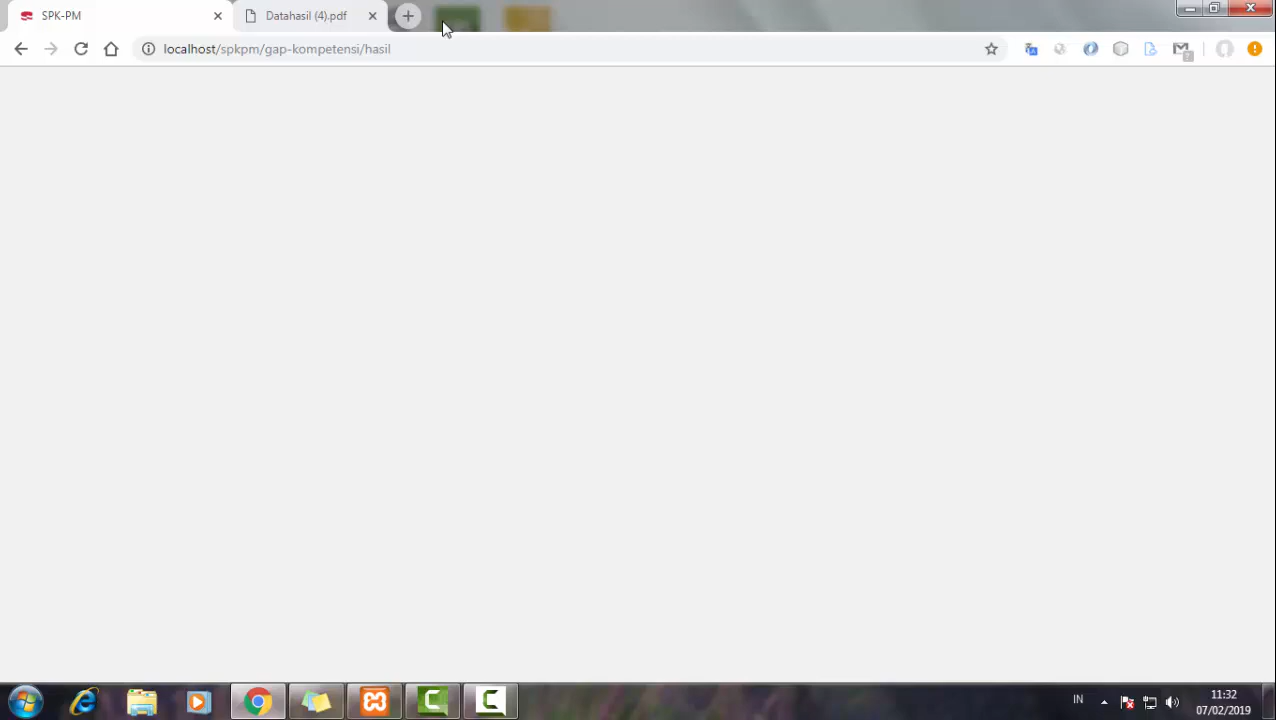 SPK-PM
Datahasil (4).pdf
localhost/spkpm/gap-kompetensi/hasil
IN
11:32
07/02/2019